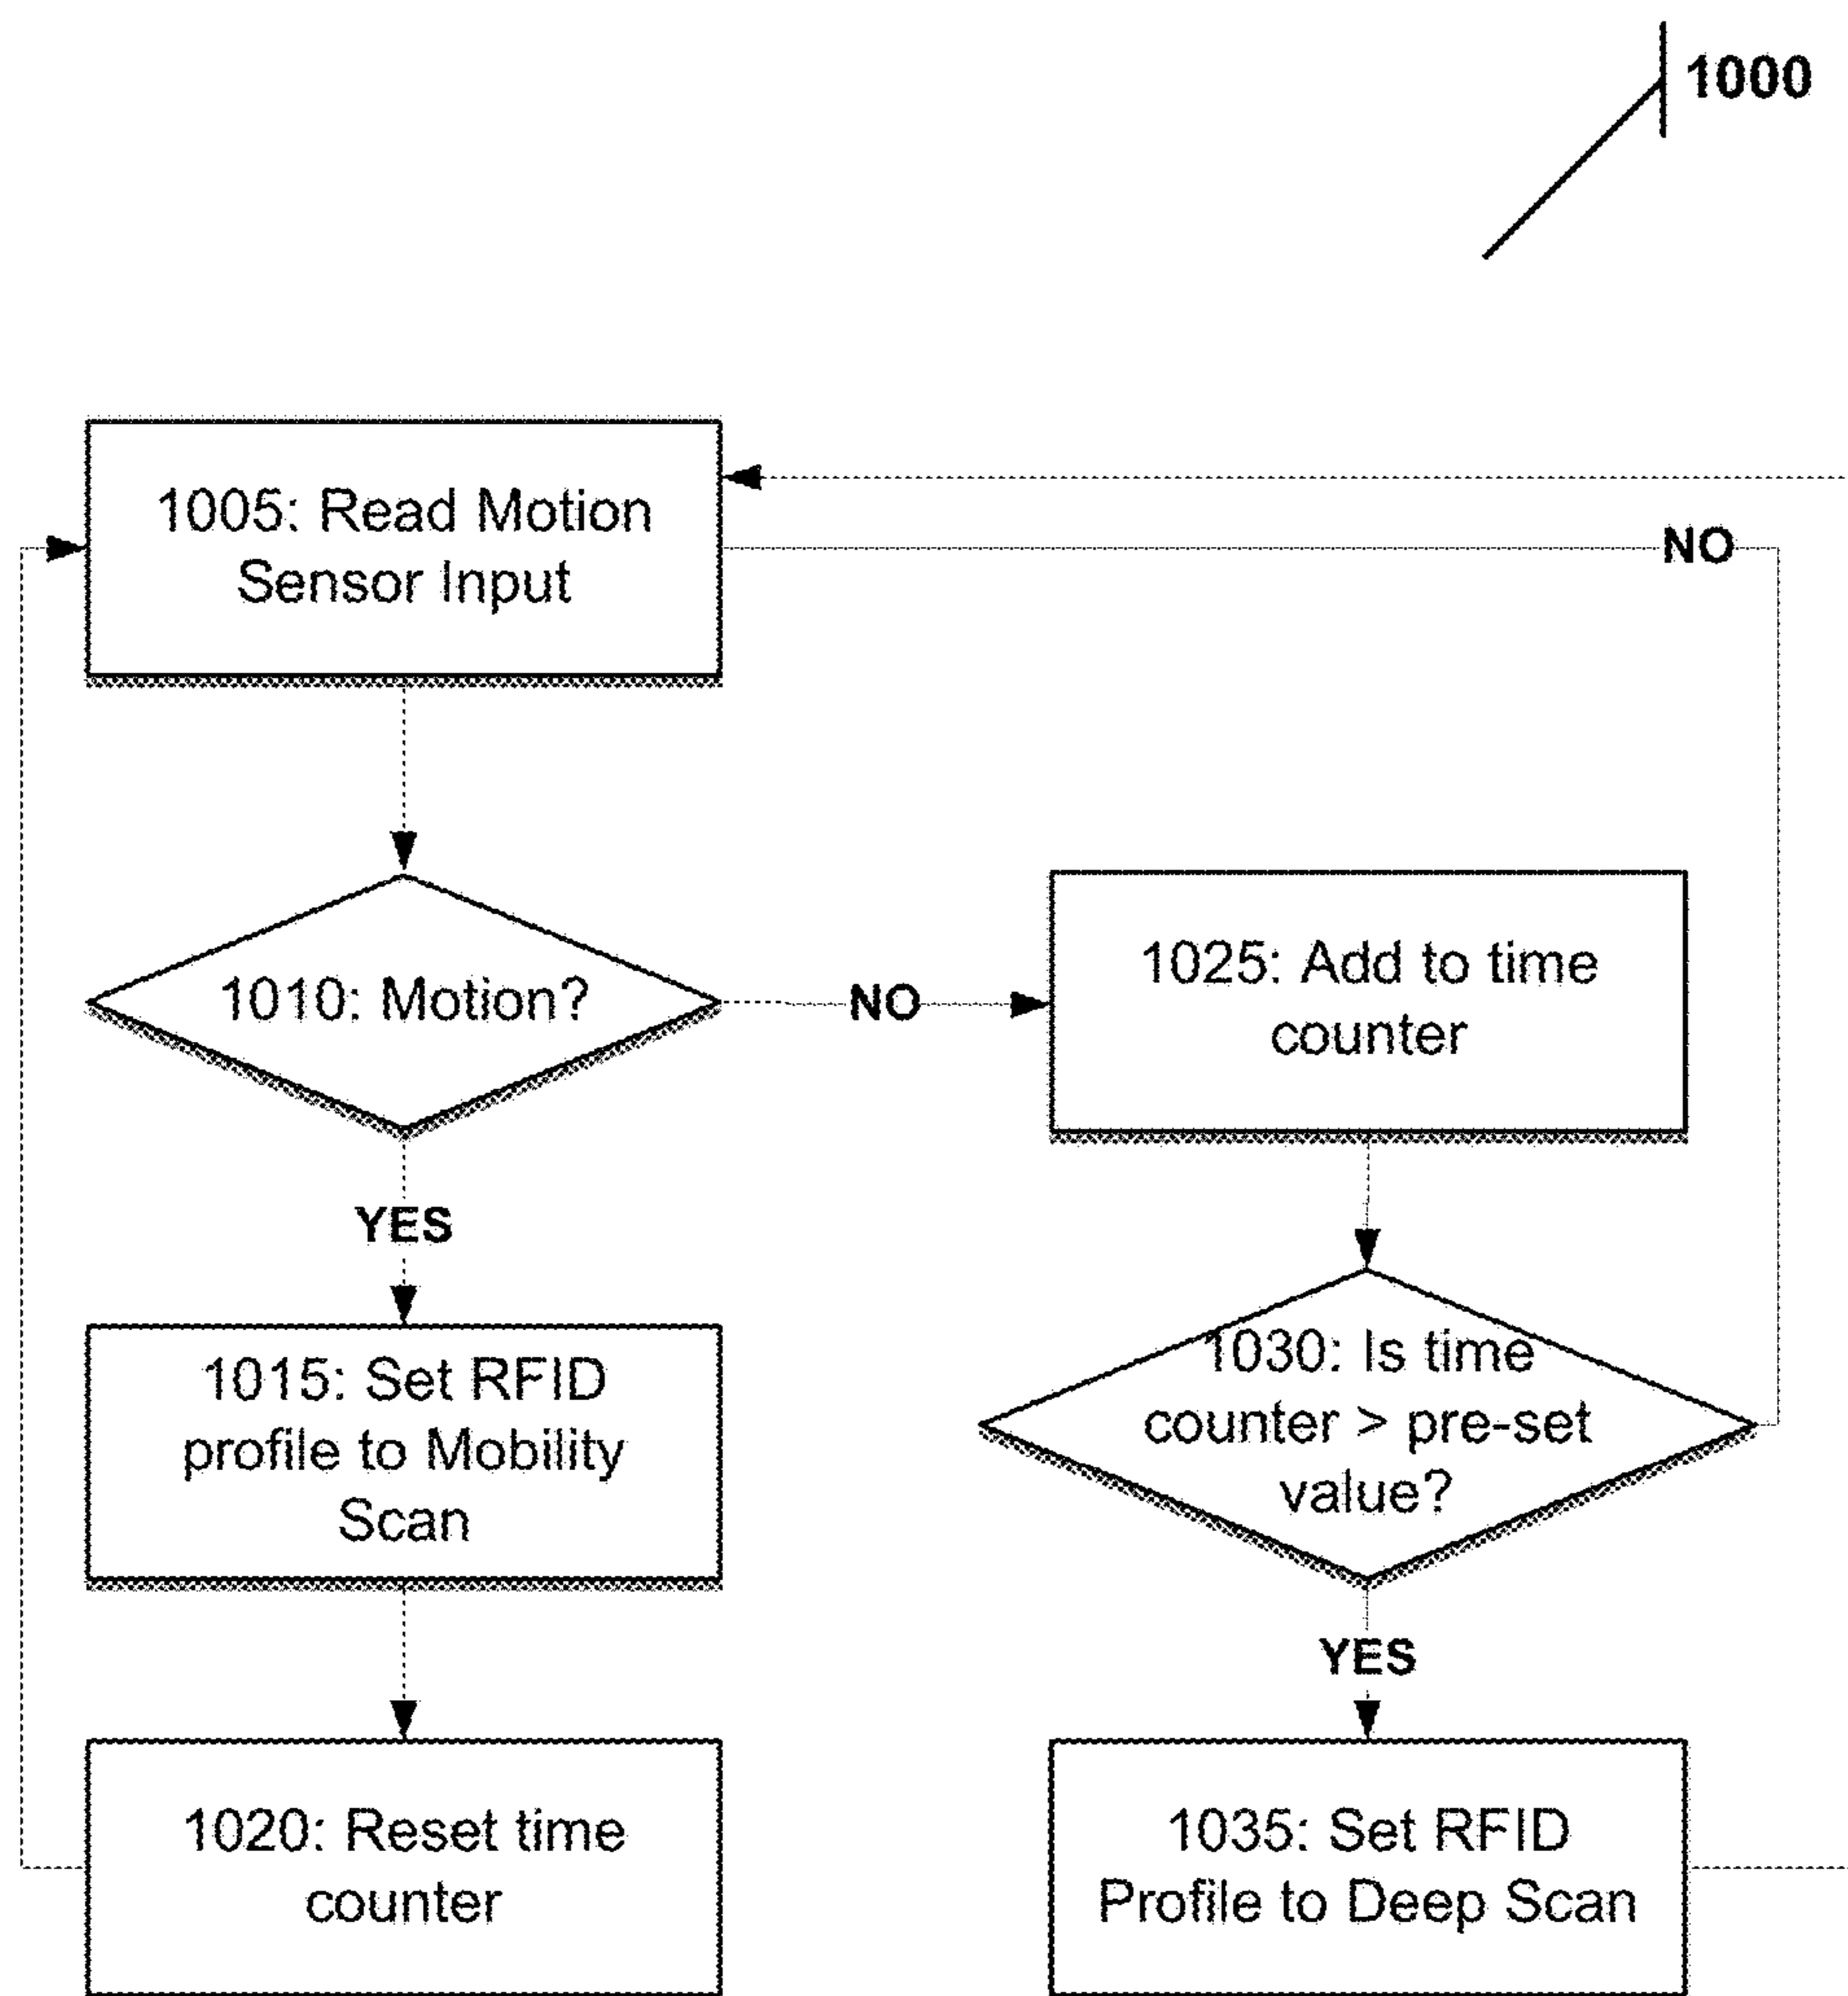 1000
1005: Read Motion
Sensor Input
NO
1010: Motion?
NO
1025: Add to time
counter
YES
1015: Set RFID
profile to Mobility
Scan
1030: Is time
counter > pre-set
value?
YES
1020: Reset time
counter
1035: Set RFID
Profile to Deep Scan